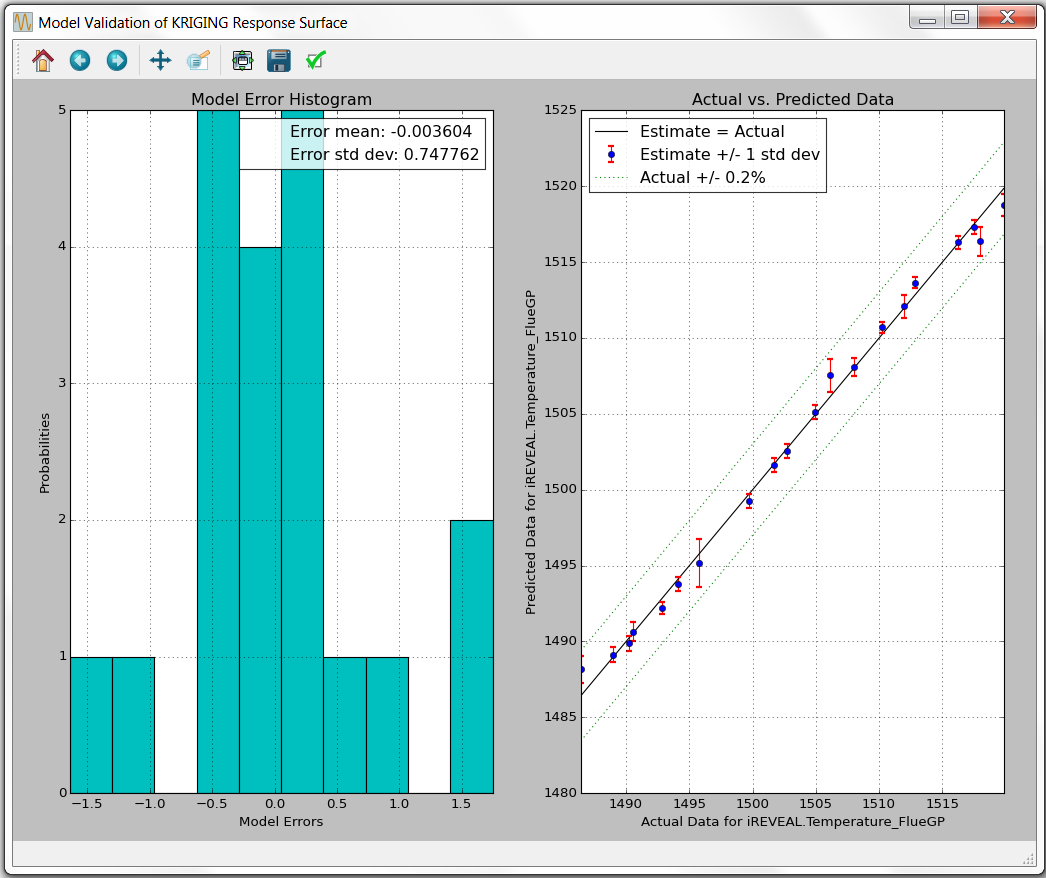 Model Validation of KRIGING Response Surface
Model Error Histogram
Error mean: -0.003604
Error std dev: 0.747762
5
4
3
2
1
0
Probabilities
−1.5
−1.0
−0.5
0.0
0.5
1.0
1.5
Model Errors
Actual vs. Predicted Data
Estimate = Actual
Estimate +/- 1 std dev
Actual +/- 0.2%
1525
1520
1515
1510
1505
1500
1495
1490
1485
1480
Predicted Data for iREVEAL.Temperature_FlueGP
1490
1495
1500
1505
1510
1515
Actual Data for iREVEAL.Temperature_FlueGP